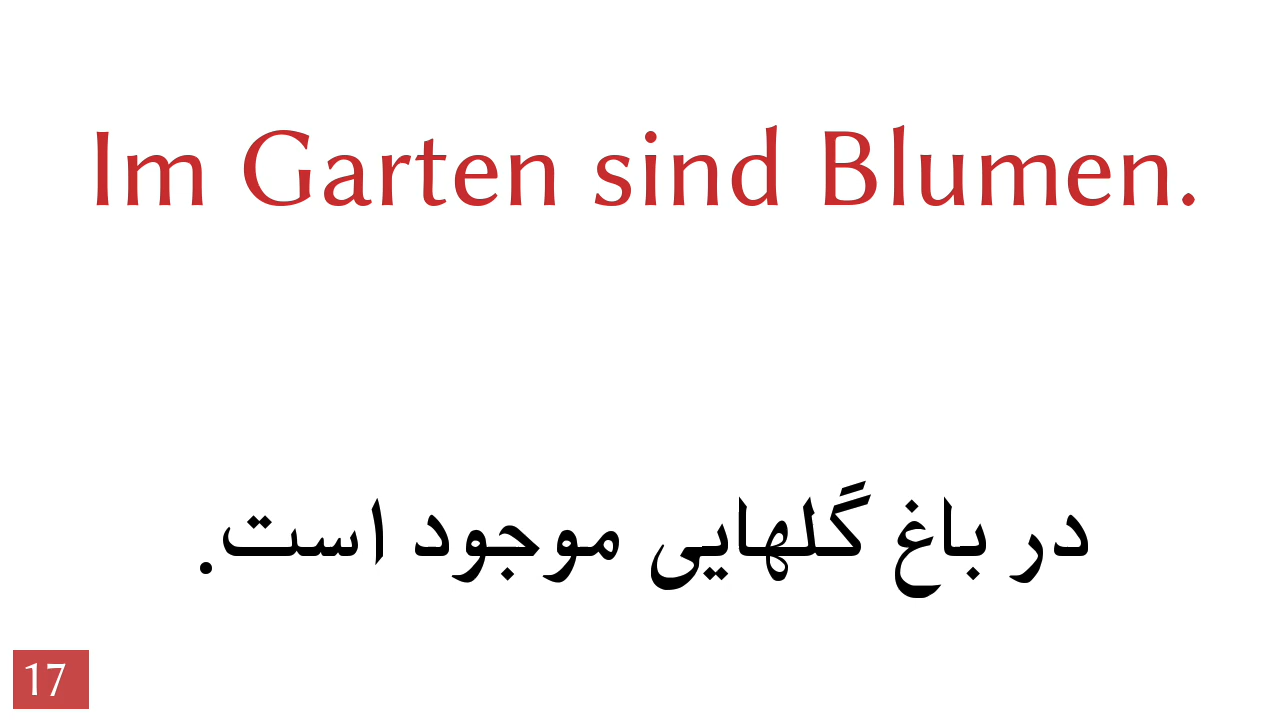 Im Garten sind Blumen.
در باغ گلهایی موجود است.
17